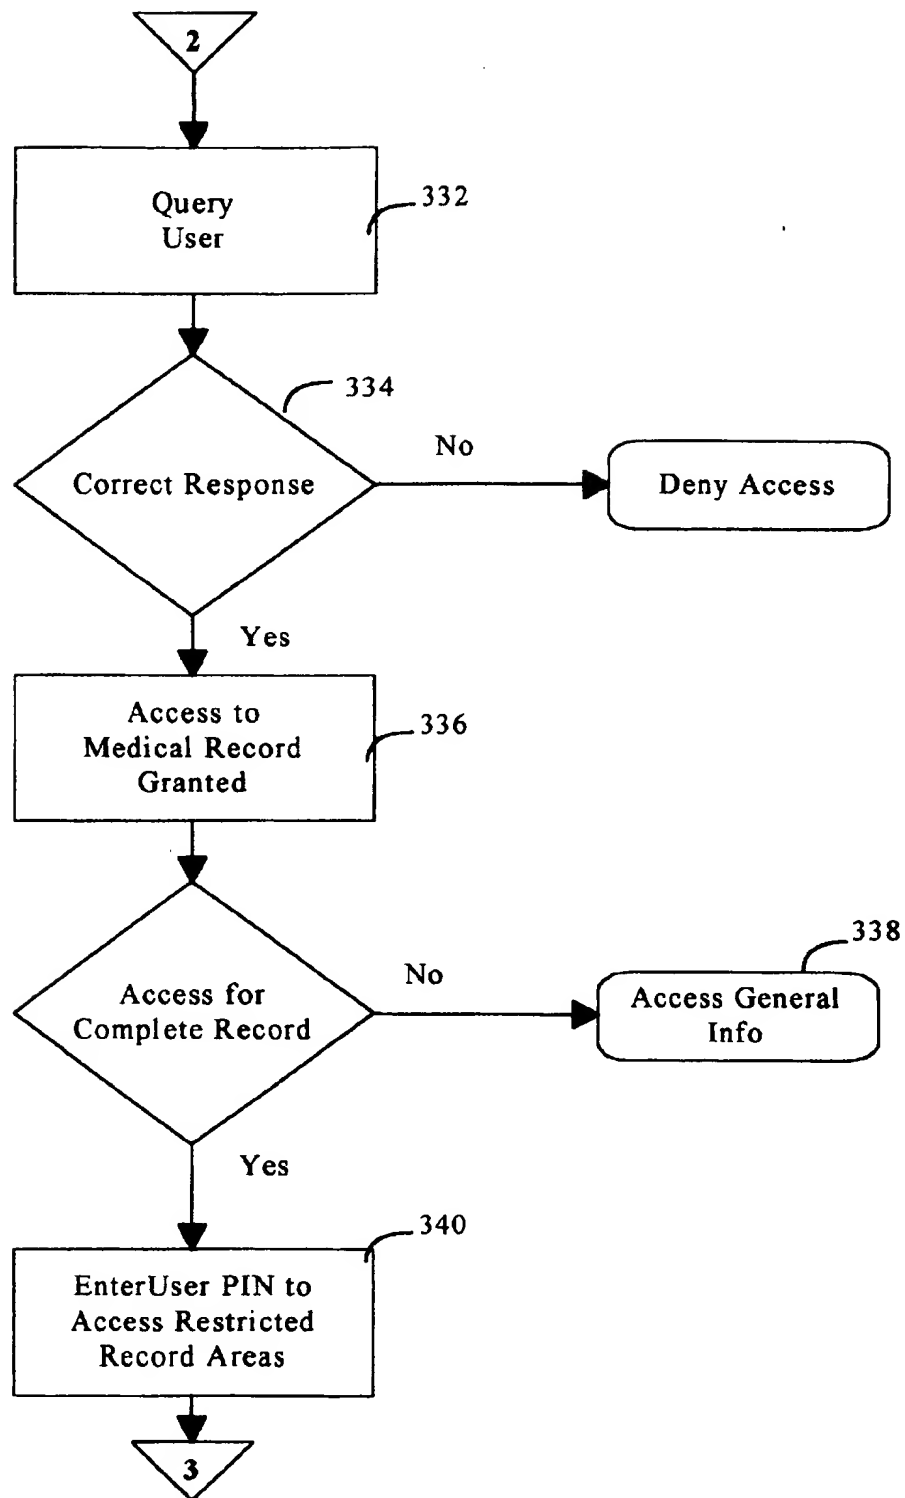 2
Query
User
332
334
Correct Response
No
Deny Access
Yes
Access to
Medical Record
Granted
336
338
Access for
Complete Record
No
Access General
Info
Yes
340
EnterUser PIN to
Access Restricted
Record Areas
3